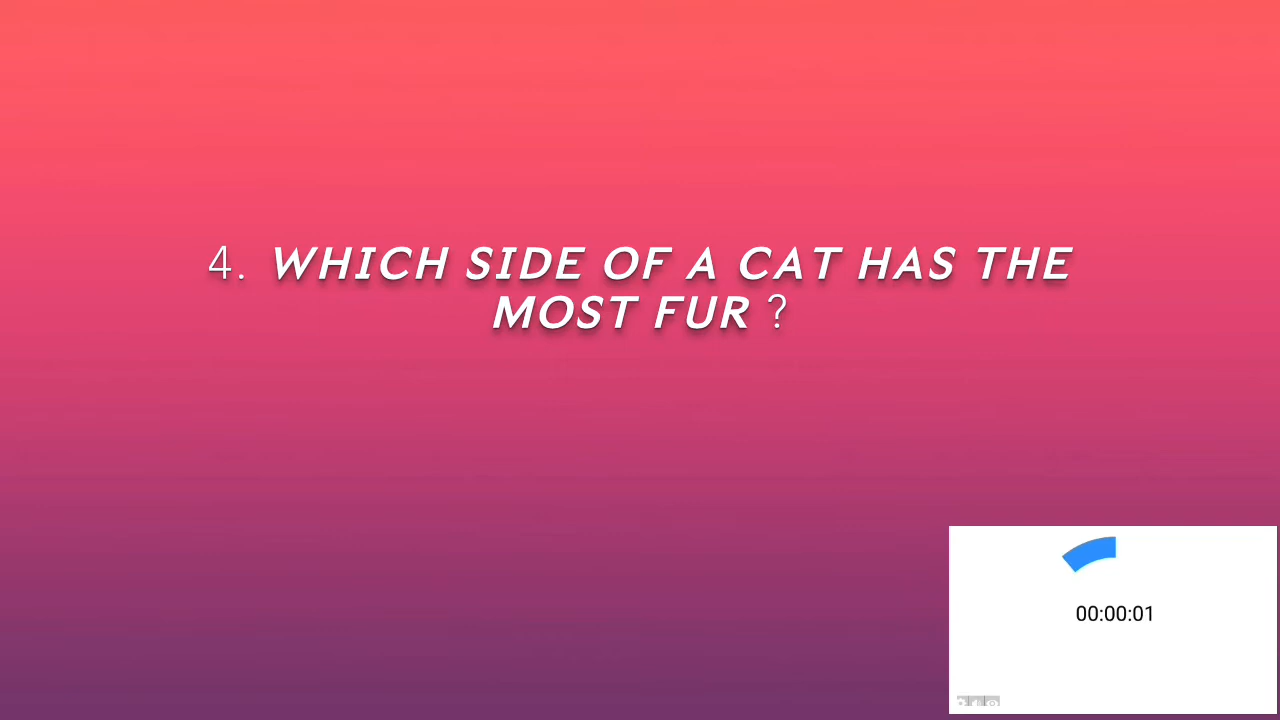 4. WHICH SIDE OF A CAT HAS THE
MOST FUR ?
00:00:01